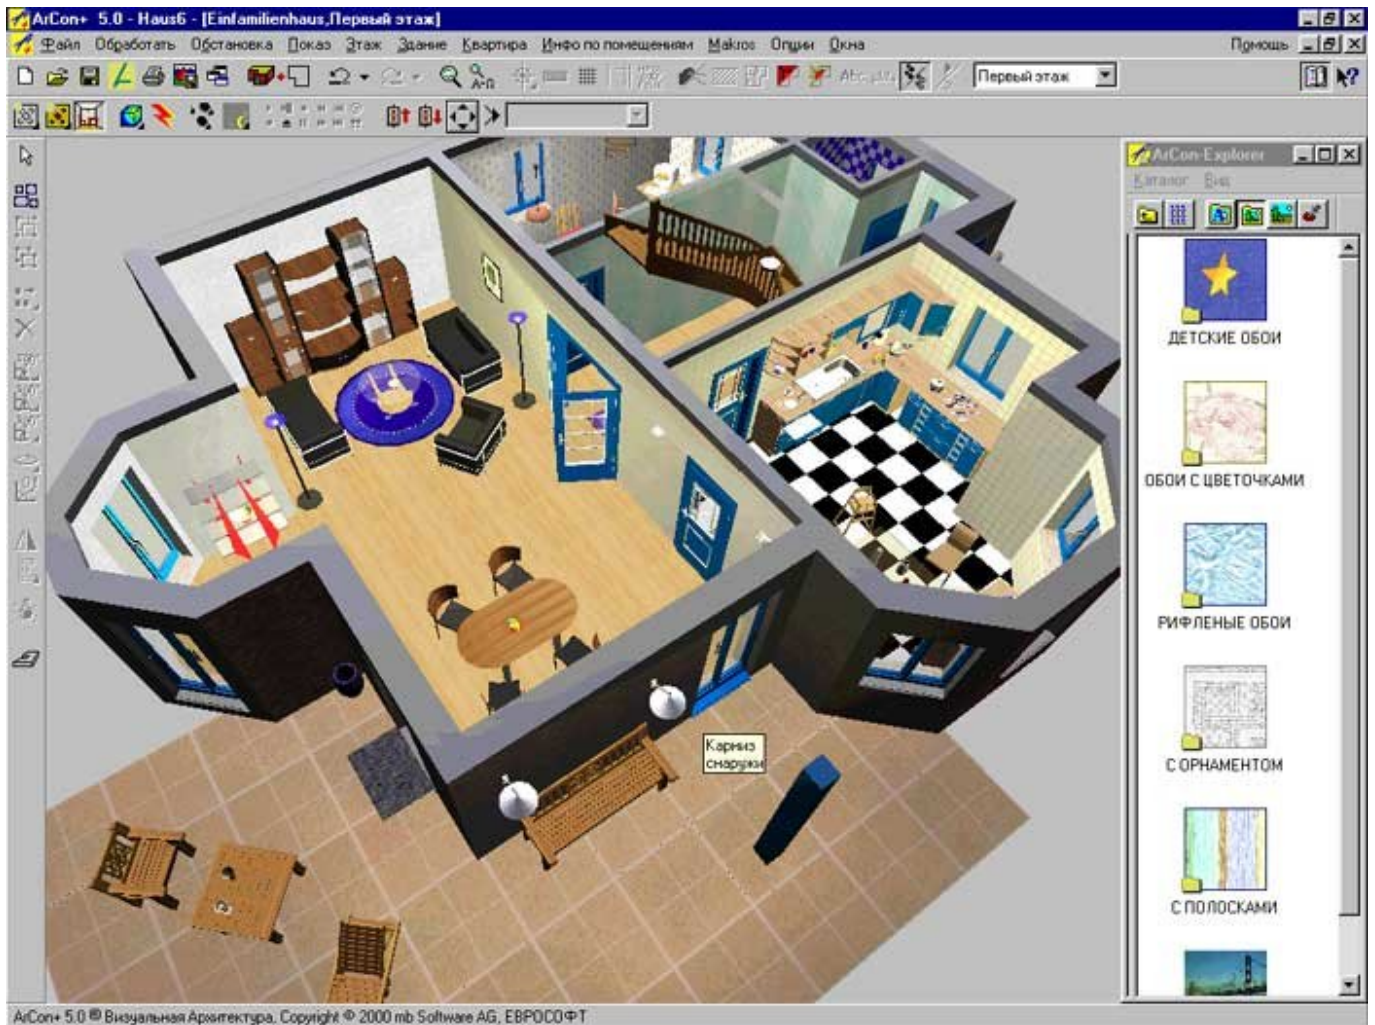 ArCon+ 5.0 - Haus6 - [Einfamilienhaus,Первый этаж]
Файл Обработать Обстановка Показ Этаж Здание Квартира Инфо по помещениям Makros Опции Окна Помощь
Первый этаж
ArCon-Explorer
Каталог Вид
ДЕТСКИЕ ОБОИ
ОБОИ С ЦВЕТОЧКАМИ
РИФЛЕНЫЕ ОБОИ
С ОРНАМЕНТОМ
С ПОЛОСКАМИ
Карниз
снаружи
ArCon+ 5.0 ® Визуальная Архитектура, Copyright © 2000 mb Software AG, ЕВРОСОФТ